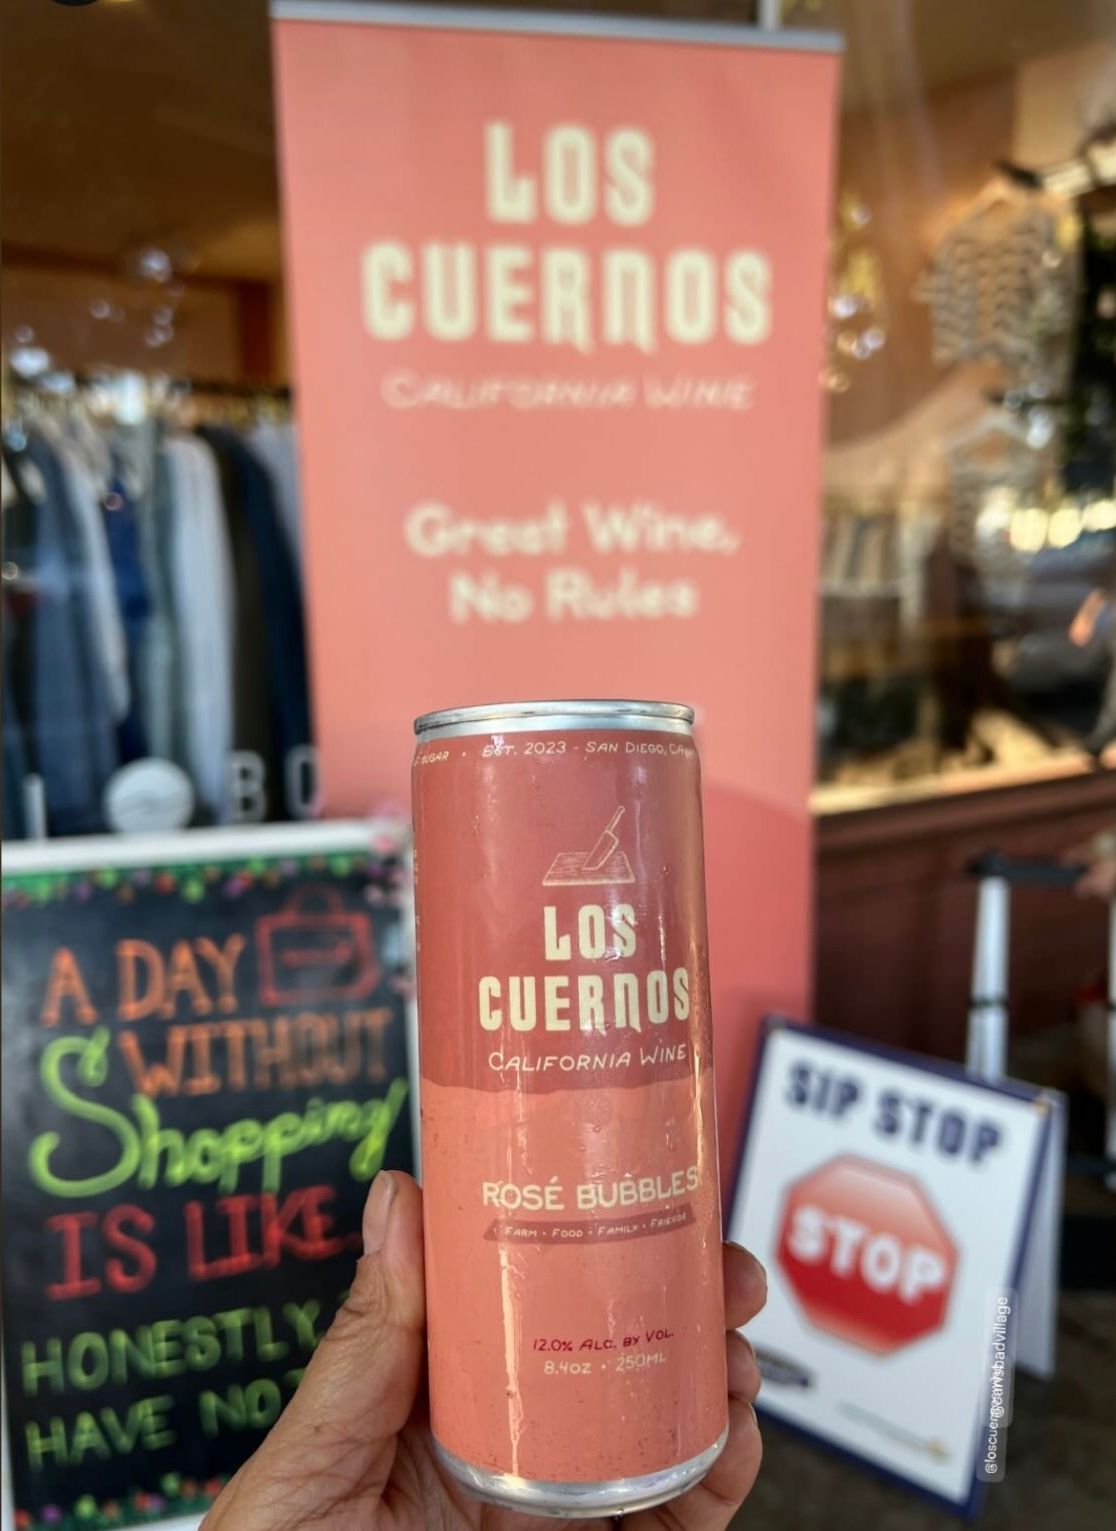 LOS
CUERNOS
CALIFORNIA WINE
Great Wine,
No Rules
SUGAR • EST. 2023 - SAN DIEGO, CA
LOS
CUERNOS
CALIFORNIA WINE
ROSÉ BUBBLES
FARM • FOOD • FAMILY • FRIENDS
12.0% ALC. BY VOL.
8.4OZ • 250ML
A DAY
WITHOUT
Shopping
IS LIKE
HONESTLY,
HAVE NO
SIP STOP
STOP